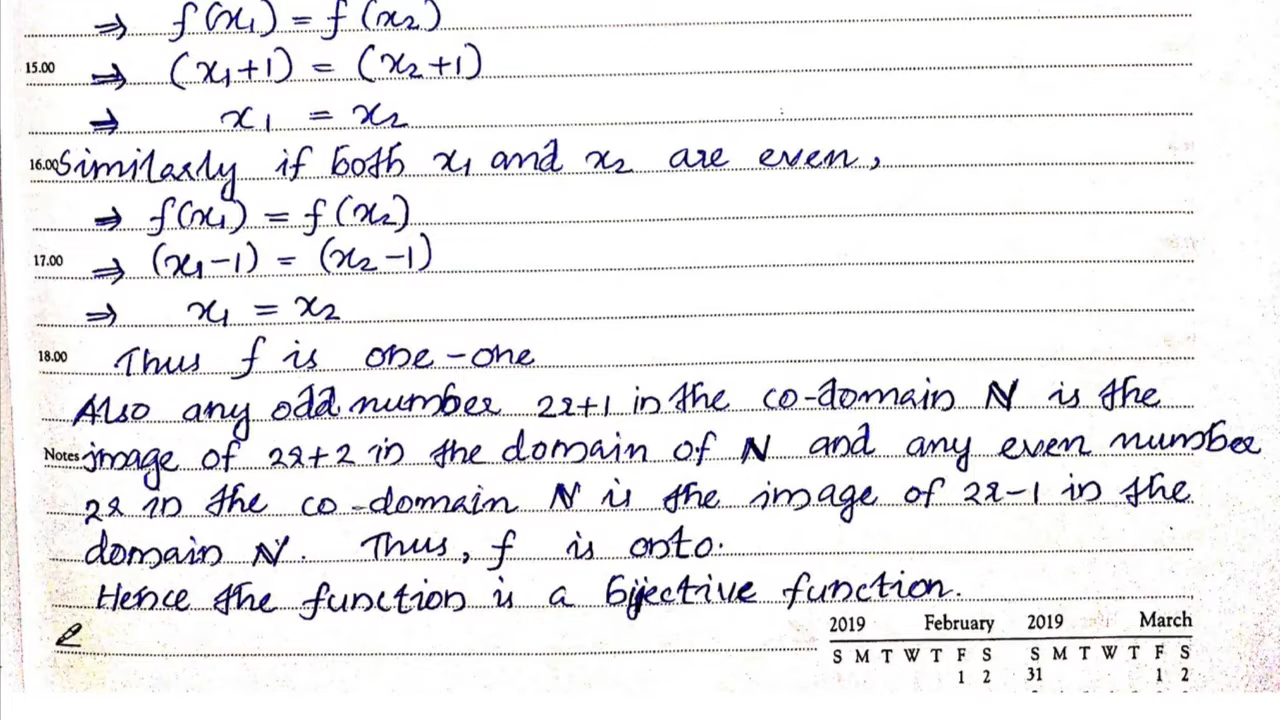 ⇒ f(x₁) = f(x₂)
15.00 ⇒ (x₁+1) = (x₂+1)
⇒ x₁ = x₂
16.00 Similarly if both x₁ and x₂ are even,
⇒ f(x₁) = f(x₂)
17.00 ⇒ (x₁-1) = (x₂-1)
⇒ x₁ = x₂
18.00 Thus f is one-one
Also any odd number 2r+1 in the co-domain N is the
Notes image of 2r+2 in the domain of N and any even number
2r in the co-domain N is the image of 2r-1 in the
domain N. Thus, f is onto.
Hence the function is a bijective function.
2019 February 2019 March
S M T W T F S S M T W T F S
1 2 31 1 2